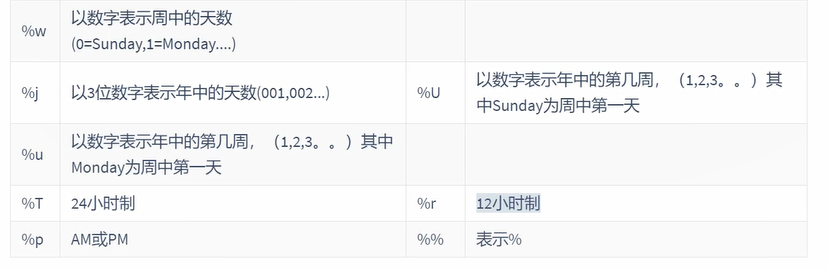 %w
以数字表示周中的天数
(0=Sunday,1=Monday....)
%j
以3位数字表示年中的天数(001,002...)
%U
以数字表示年中的第几周，（1,2,3。。）其
中Sunday为周中第一天
%u
以数字表示年中的第几周，（1,2,3。。）其中
Monday为周中第一天
%T
24小时制
%r
12小时制
%p
AM或PM
%%
表示%